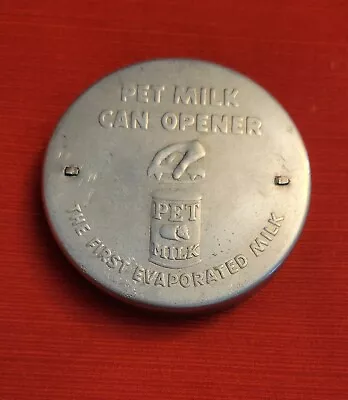 PET MILK
CAN OPENER
PET
MILK
THE FIRST EVAPORATED MILK